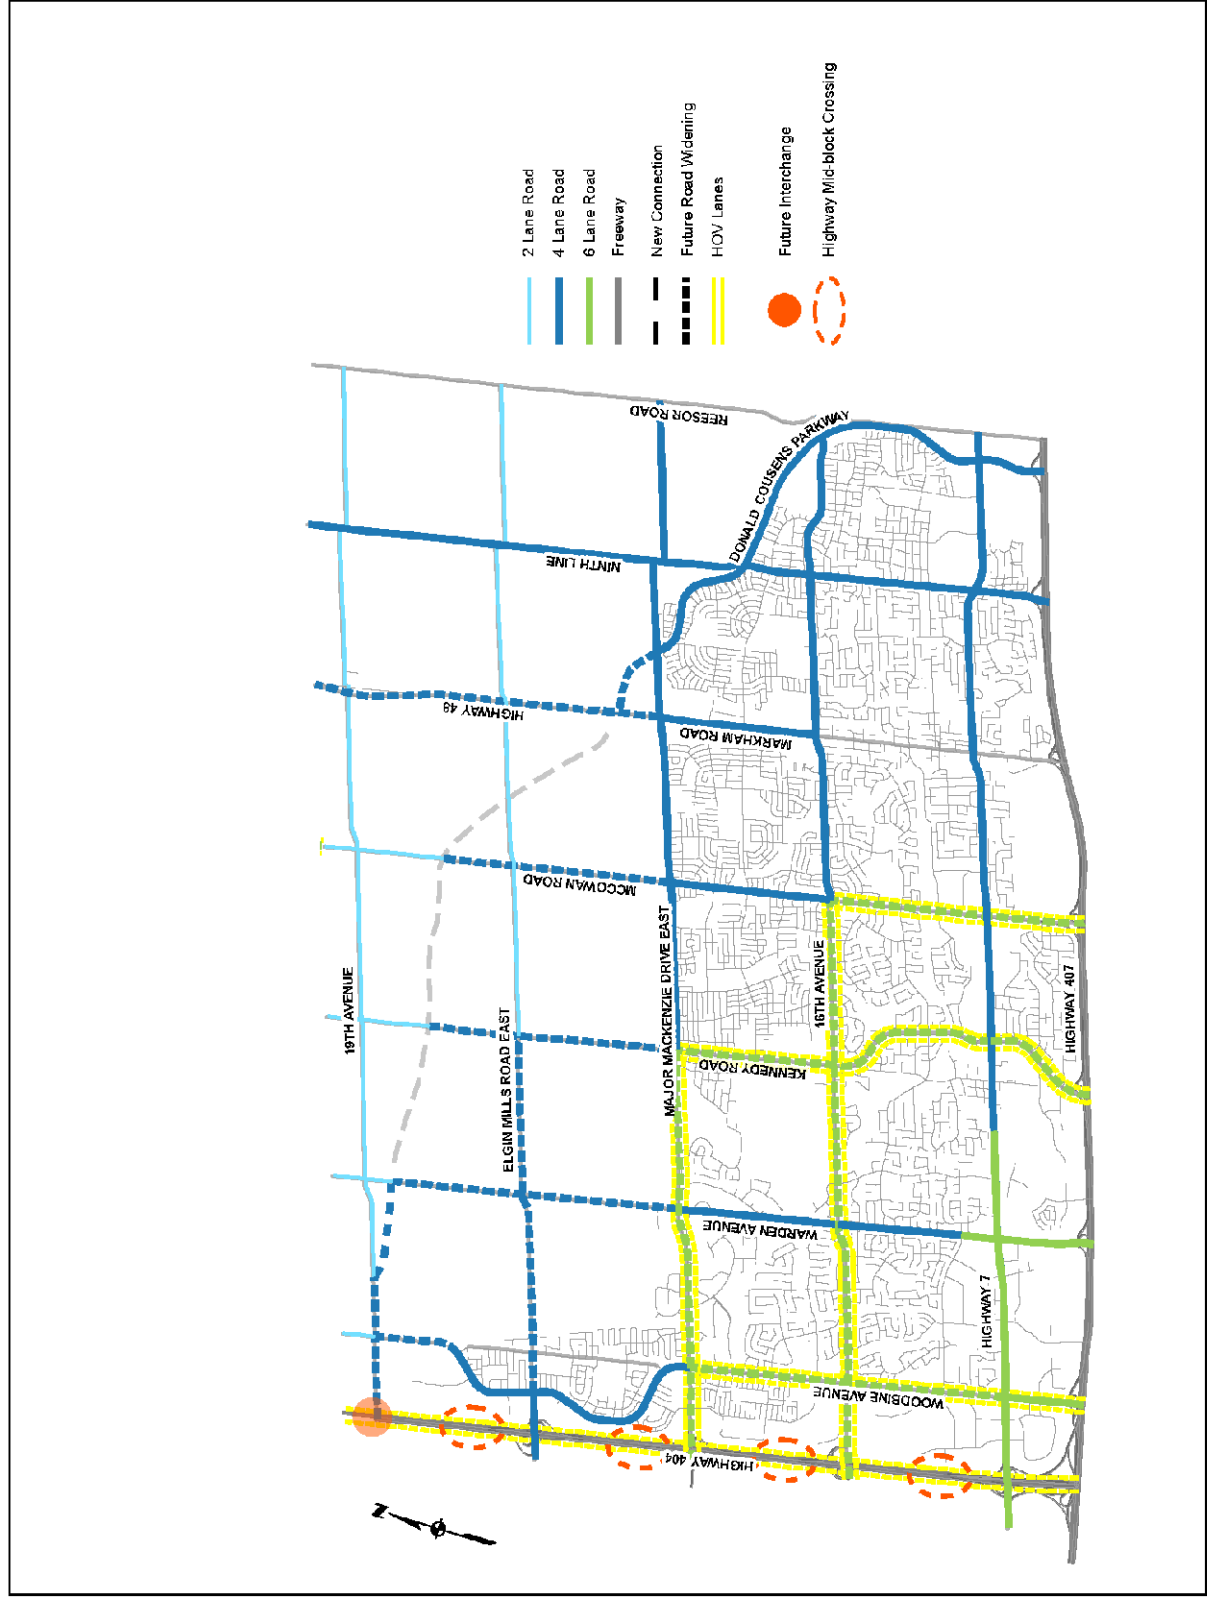 19TH AVENUE
ELGIN MILLS ROAD EAST
MAJOR MACKENZIE DRIVE EAST
16TH AVENUE
HIGHWAY 7
HIGHWAY 407
HIGHWAY 404
WOODBINE AVENUE
WARDEN AVENUE
KENNEDY ROAD
MCCOWAN ROAD
HIGHWAY 48
MARKHAM ROAD
NINTH LINE
DONALD COUSENS PARKWAY
REESOR ROAD
N
2 Lane Road
4 Lane Road
6 Lane Road
Freeway
New Connection
Future Road Widening
HOV Lanes
Future Interchange
Highway Mid-block Crossing